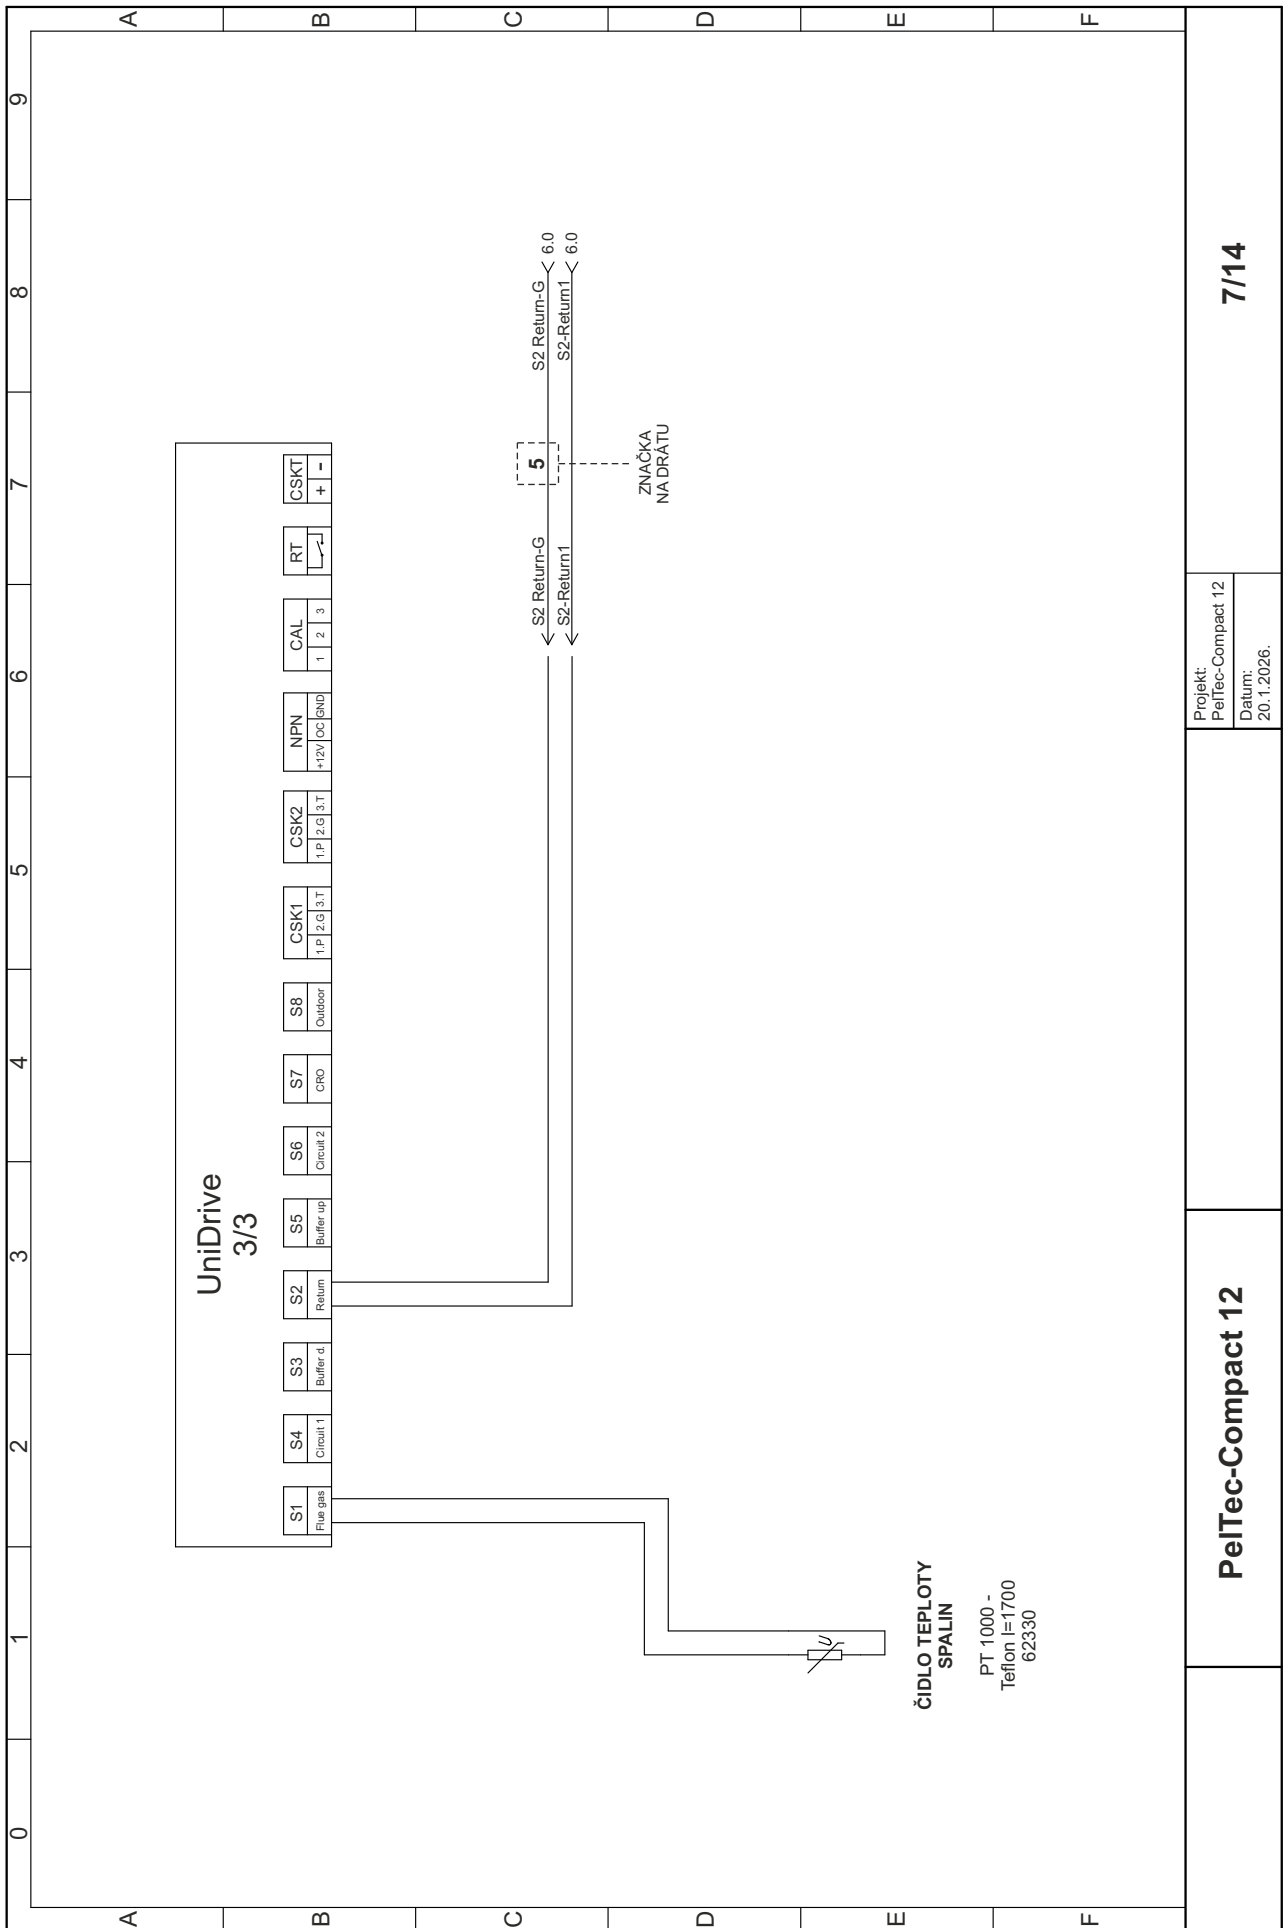 0 1 2 3 4 5 6 7 8 9
A A
B B
C C
D D
E E
F F
UniDrive
3/3
S1 S4 S3 S2 S5 S6 S7 S8 CSK1 CSK2 NPN CAL RT CSKT
Flue gas Circuit 1 Buffer d. Return Buffer up Circuit 2 CRO Outdoor 1.P 2.G 3.T 1.P 2.G 3.T +12V OC GND 1 2 3 + -
S2 Return-G 5 S2 Return-G 6.0
S2-Return1 S2-Return1 6.0
ZNAČKA
NA DRÁTU
U
ČIDLO TEPLOTY
SPALIN
PT 1000 -
Teflon l=1700
62330
PelTec-Compact 12
Projekt:
PelTec-Compact 12
Datum:
20.1.2026.
7/14